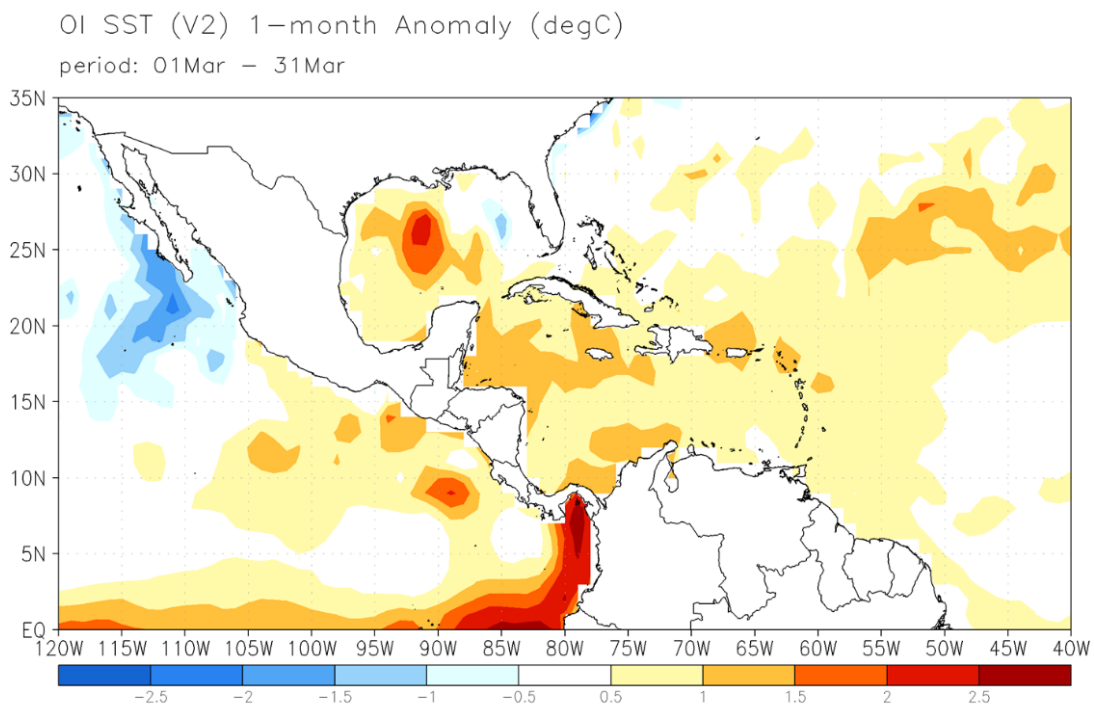 OI SST (V2) 1-month Anomaly (degC)
period: 01Mar - 31Mar
35N
30N
25N
20N
15N
10N
5N
EQ
120W 115W 110W 105W 100W 95W 90W 85W 80W 75W 70W 65W 60W 55W 50W 45W 40W
-2.5 -2 -1.5 -1 -0.5 0.5 1 1.5 2 2.5